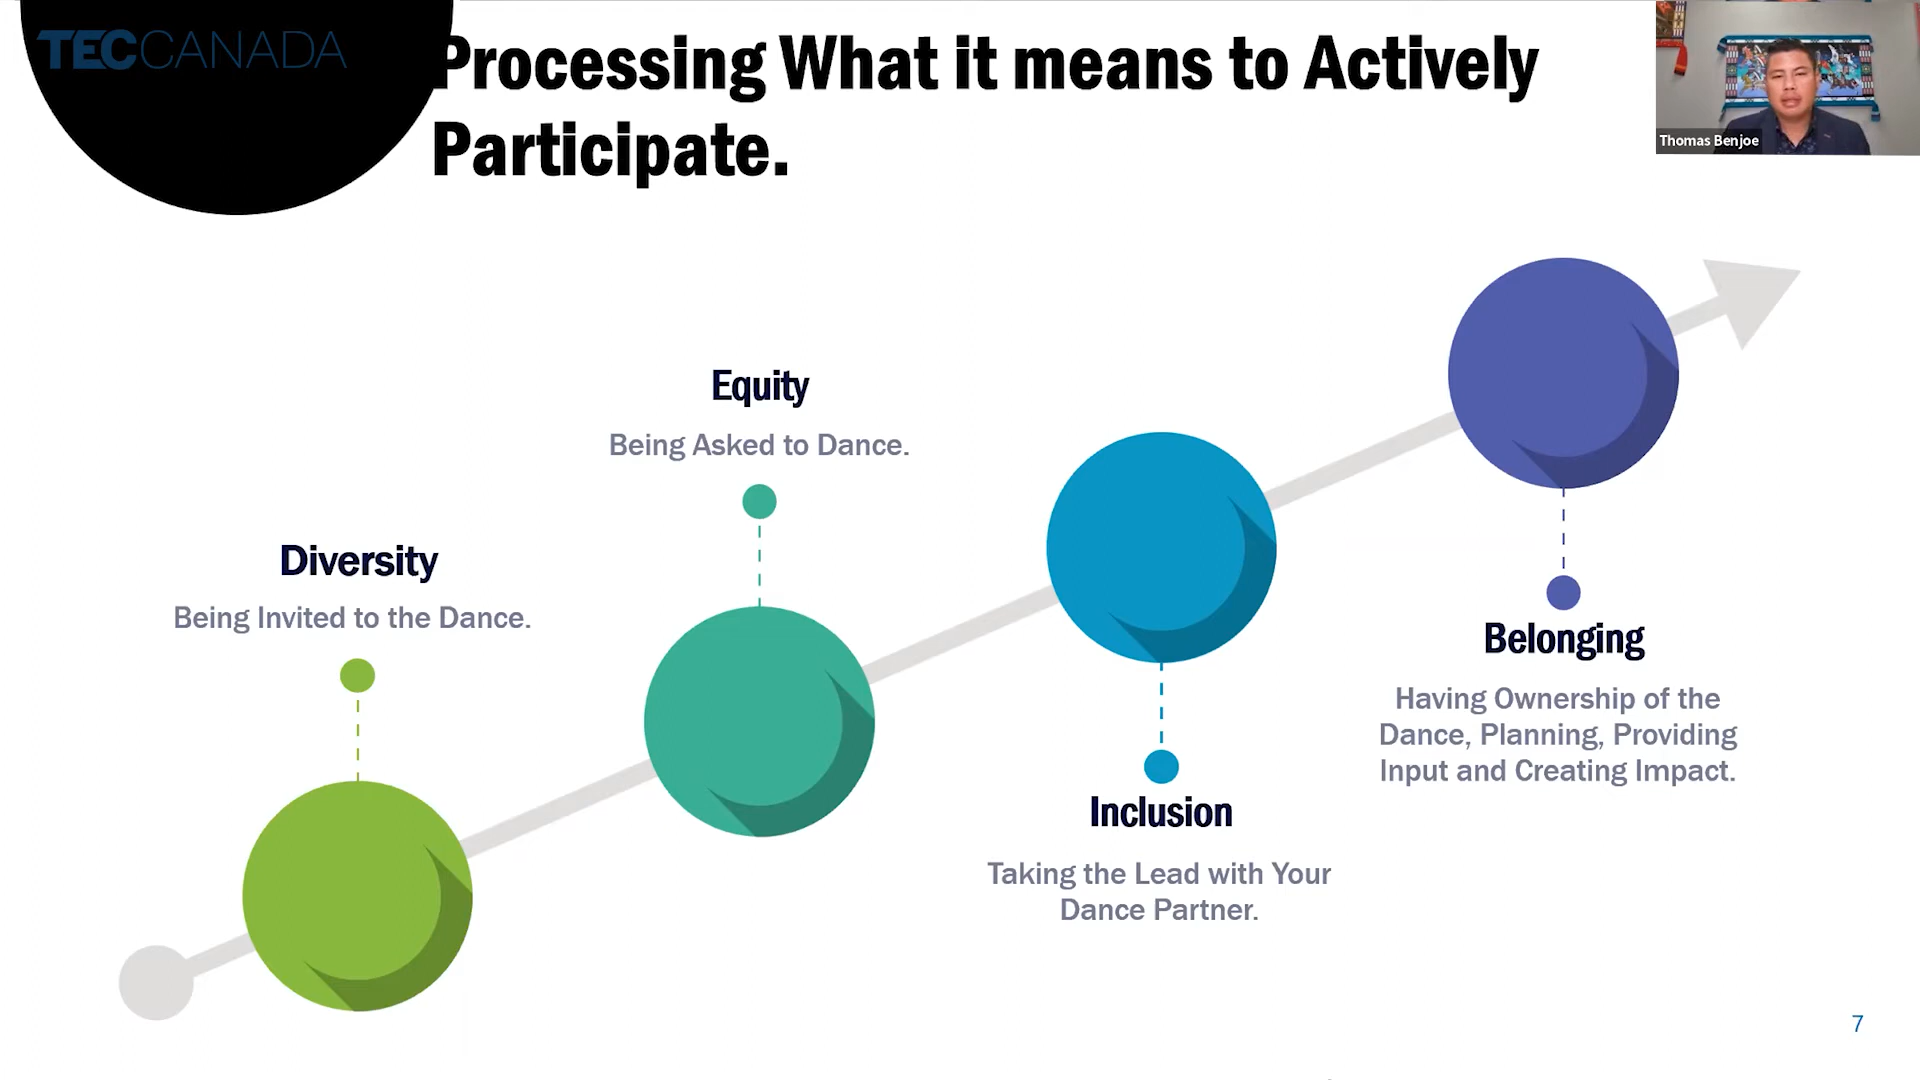 TECCANADA
Processing What it means to Actively
Participate.
Thomas Benjoe
Equity
Being Asked to Dance.
Diversity
Being Invited to the Dance.
Belonging
Having Ownership of the
Dance, Planning, Providing
Input and Creating Impact.
Inclusion
Taking the Lead with Your
Dance Partner.
7